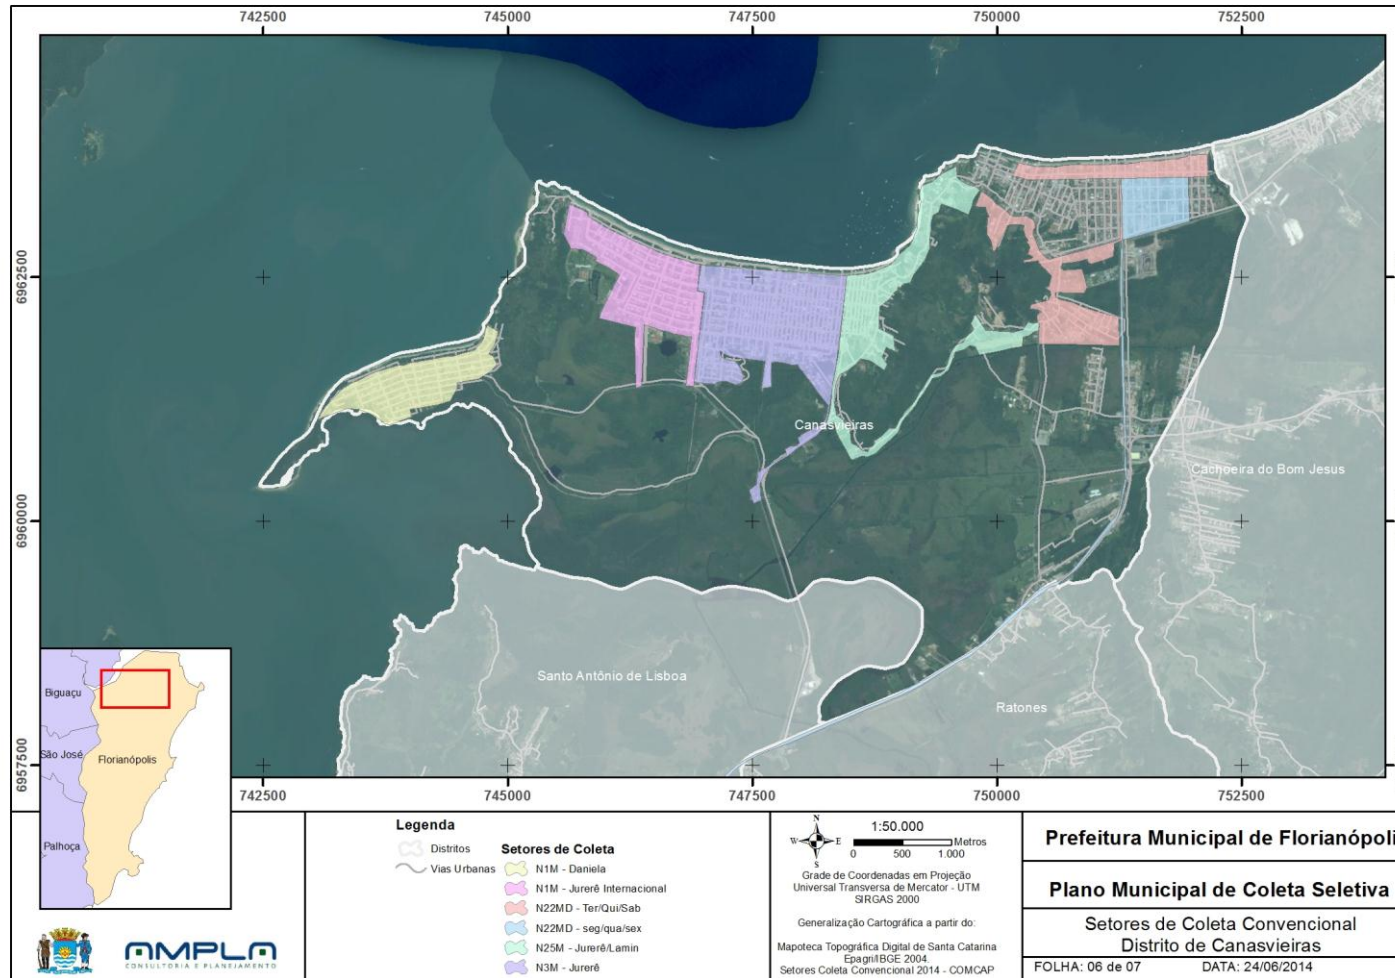 742500 745000 747500 750000 752500
6962500
6960000
6957500
6962500
6960000
6957500
Canasvieiras
Cachoeira do Bom Jesus
Santo Antônio de Lisboa
Ratones
742500 745000 747500 750000 752500
Biguaçu
São José
Florianópolis
Palhoça
AMPLA
CONSULTORIA E PLANEJAMENTO
Legenda
Distritos
Vias Urbanas
Setores de Coleta
N1M - Daniela
N1M - Jurerê Internacional
N22MD - Ter/Qui/Sab
N22MD - seg/qua/sex
N25M - Jurerê/Lamin
N3M - Jurerê
N
W E
S
1:50.000
Metros
0 500 1.000
Grade de Coordenadas em Projeção
Universal Transversa de Mercator - UTM
SIRGAS 2000
Generalização Cartográfica a partir do:
Mapoteca Topográfica Digital de Santa Catarina
Epagri/IBGE 2004.
Setores Coleta Convencional 2014 - COMCAP
Prefeitura Municipal de Florianópoli
Plano Municipal de Coleta Seletiva
Setores de Coleta Convencional
Distrito de Canasvieiras
FOLHA: 06 de 07 DATA: 24/06/2014